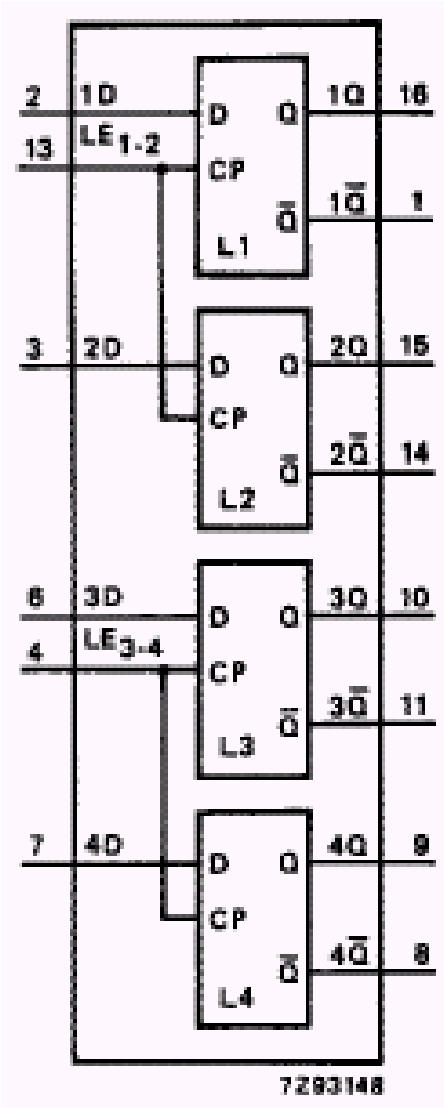 2 1D D Q 1Q 16
13 LE1-2 CP
Q̅ 1Q̅ 1
L1
3 2D D Q 2Q 15
CP
Q̅ 2Q̅ 14
L2
6 3D D Q 3Q 10
4 LE3-4 CP
Q̅ 3Q̅ 11
L3
7 4D D Q 4Q 9
CP
Q̅ 4Q̅ 8
L4
7Z93148